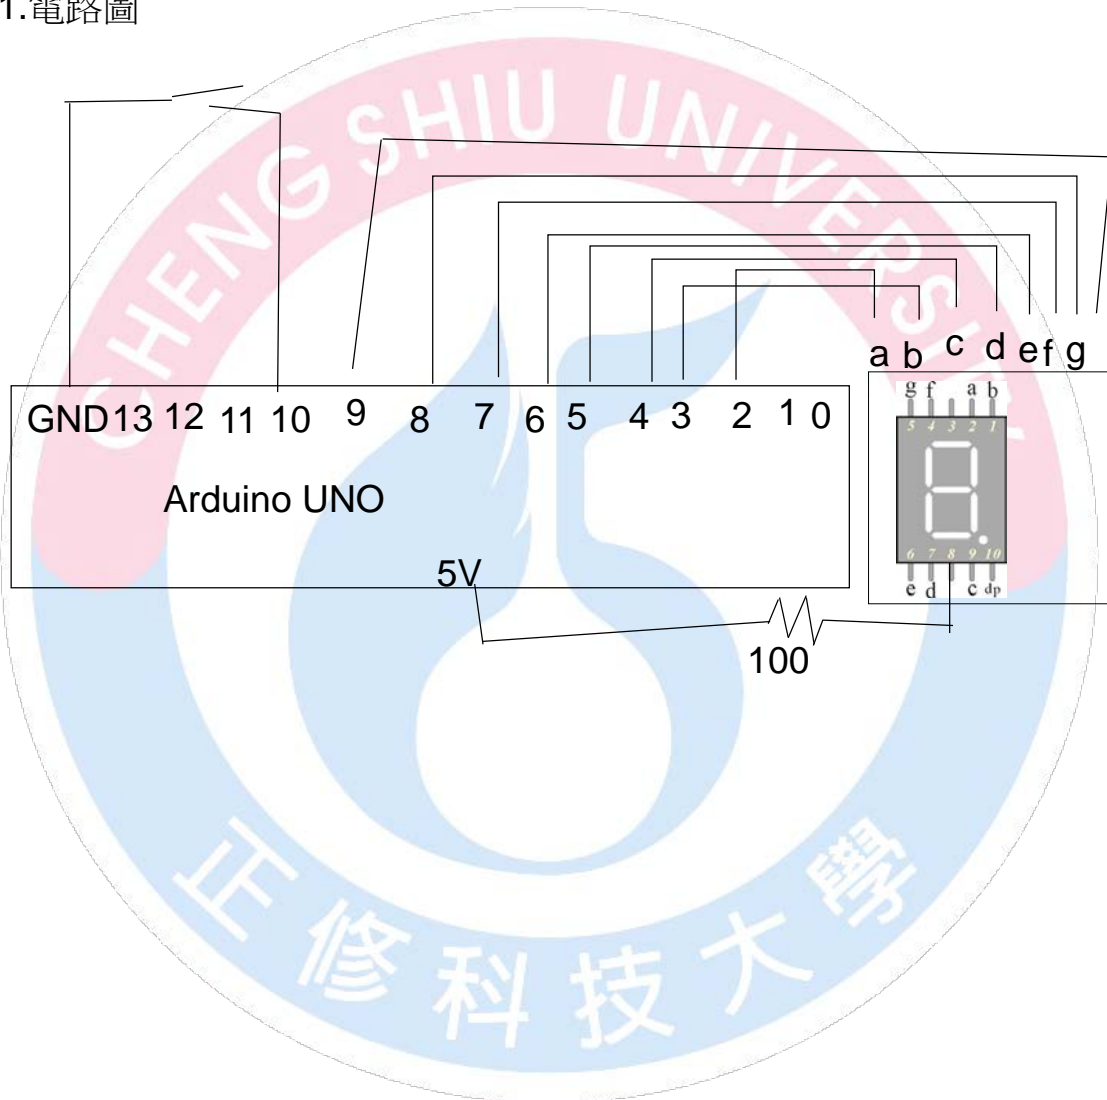 1.電路圖
CHENG SHIU UNIVERSITY
a b c d e f g
GND 13 12 11 10 9 8 7 6 5 4 3 2 1 0
g f a b
5 4 3 2 1
Arduino UNO
6 7 8 9 10
e d c dp
5V
100
正修科技大學